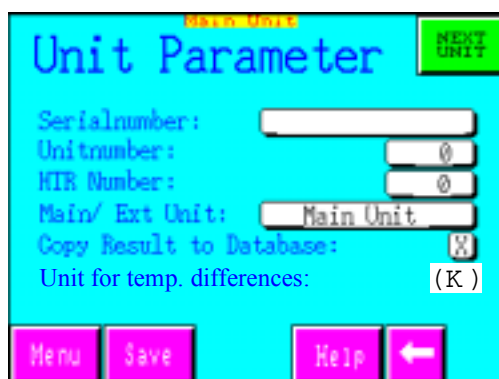 Main Unit
Unit Parameter
NEXT
UNIT
Serialnumber:
Unitnumber: 0
HTR Number: 0
Main/ Ext Unit: Main Unit
Copy Result to Database: X
Unit for temp. differences: (K )
Menu Save Help